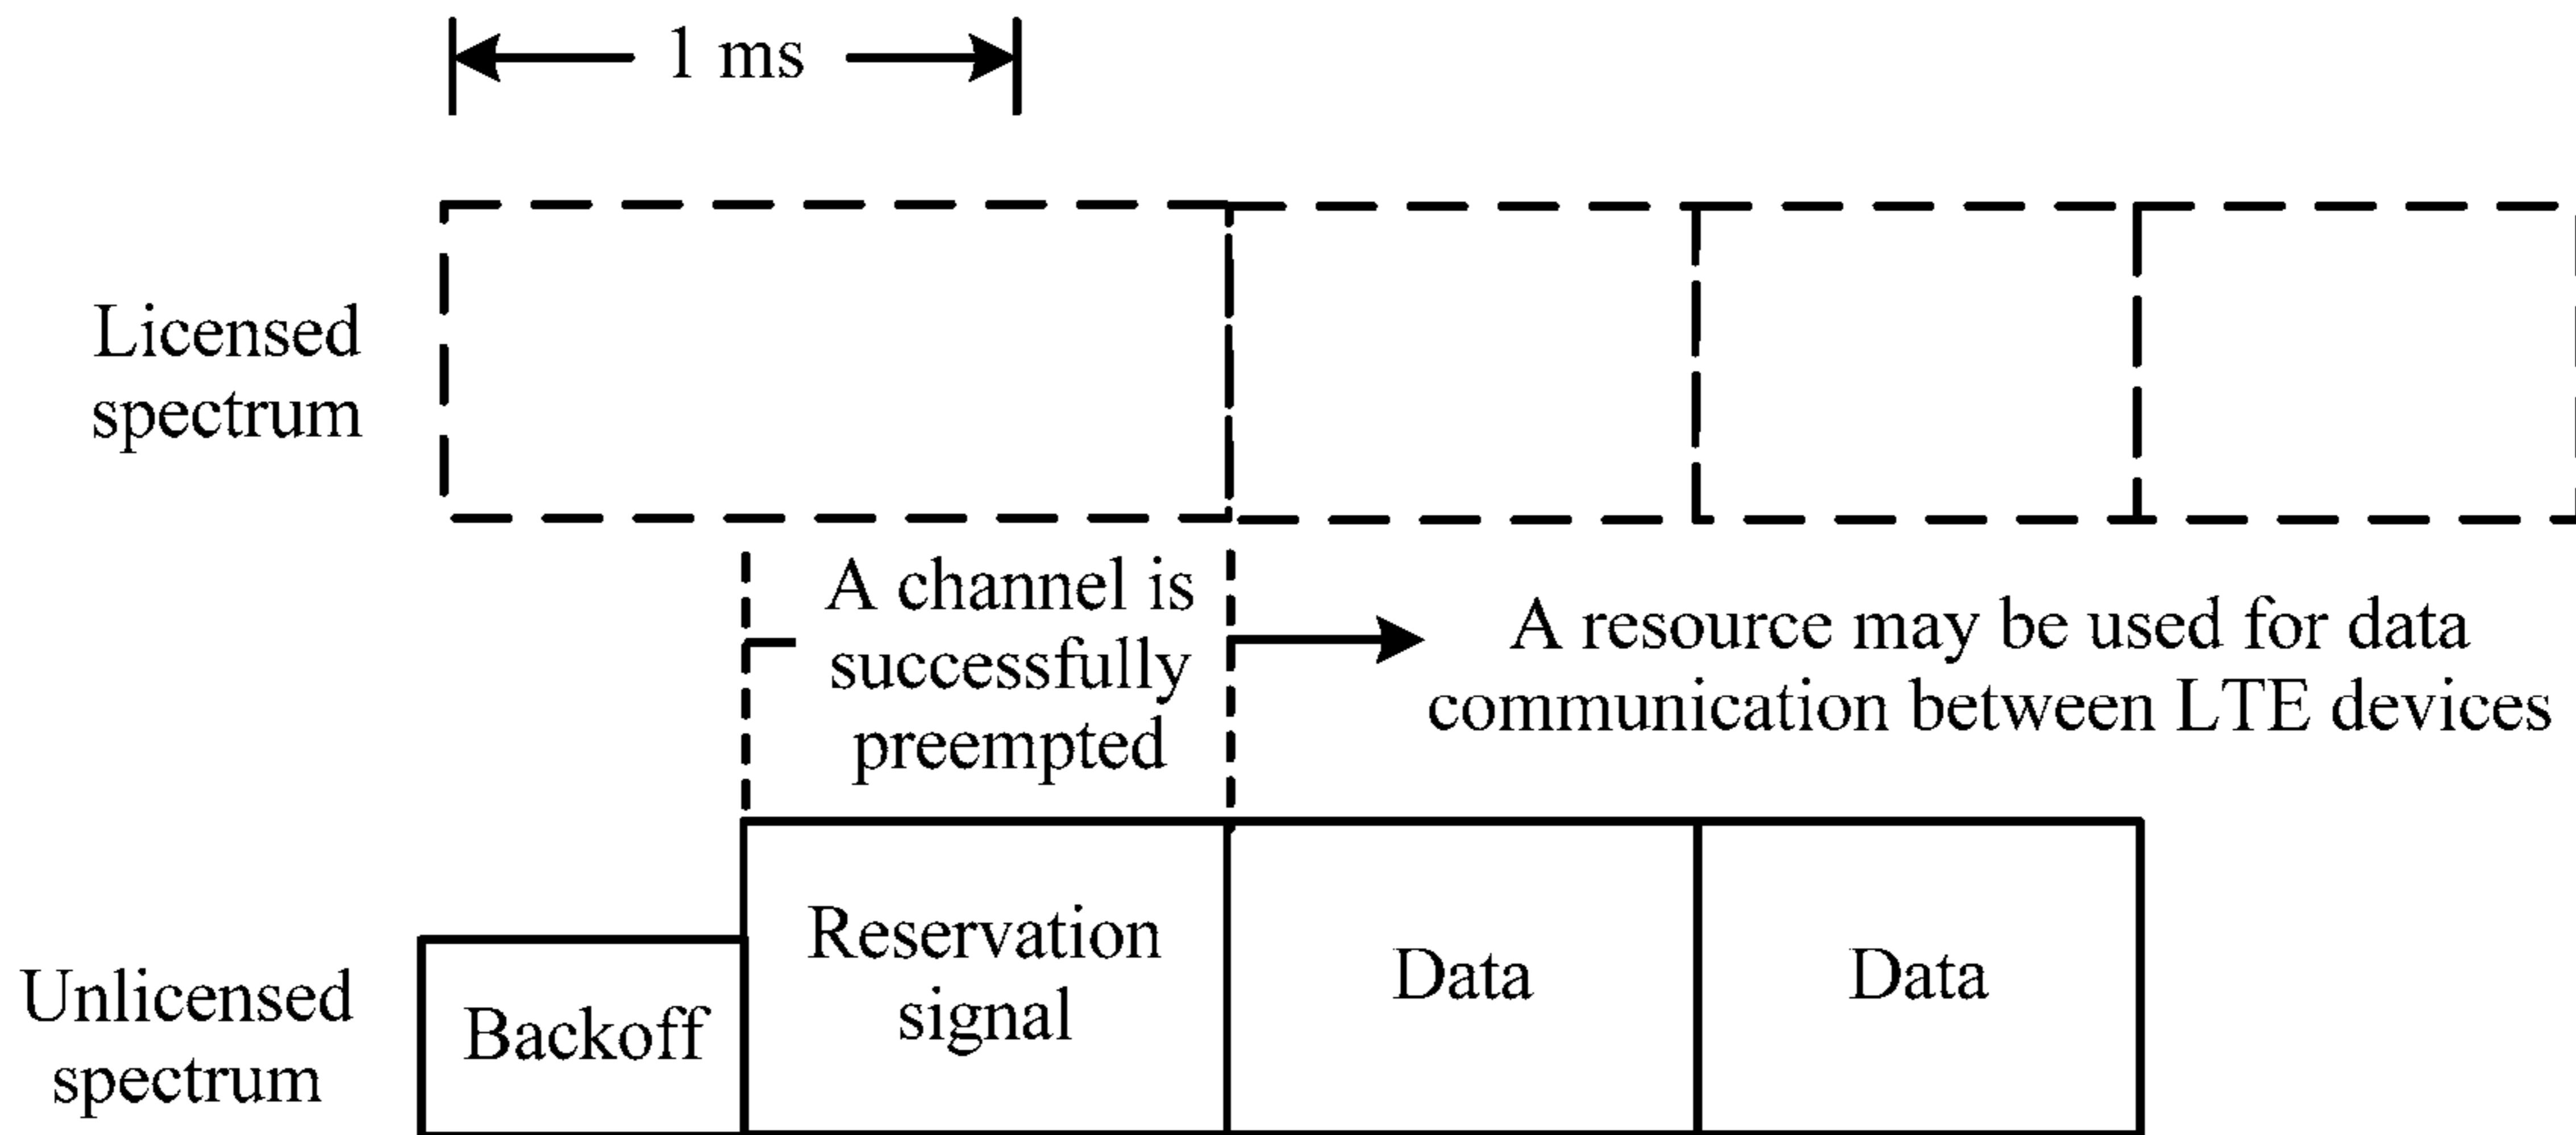 1 ms
Licensed
spectrum
A channel is
successfully
preempted
A resource may be used for data
communication between LTE devices
Unlicensed
spectrum
Backoff
Reservation
signal
Data
Data